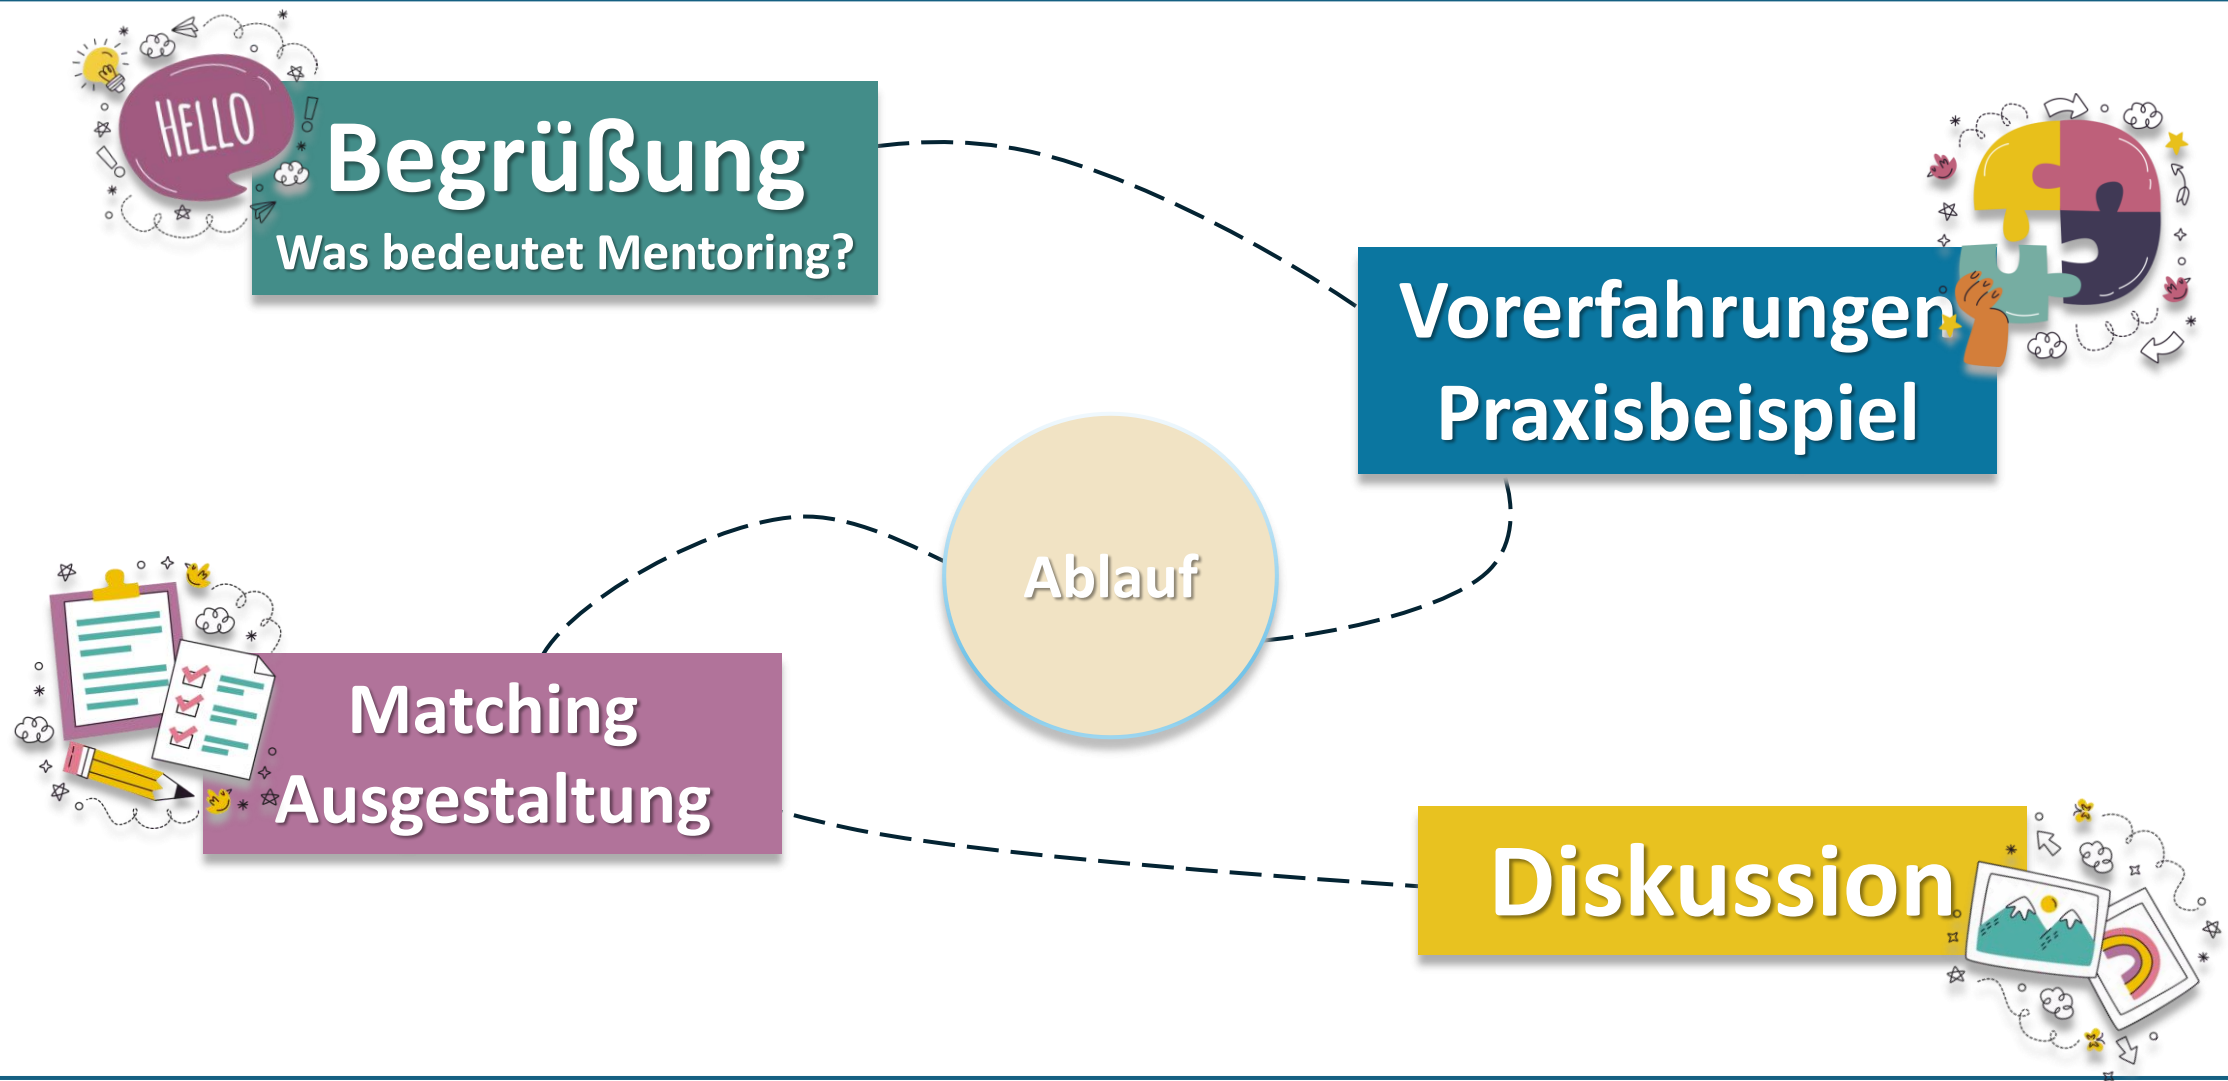 HELLO
Begrüßung
Was bedeutet Mentoring?
Vorerfahrungen
Praxisbeispiel
Ablauf
Matching
Ausgestaltung
Diskussion